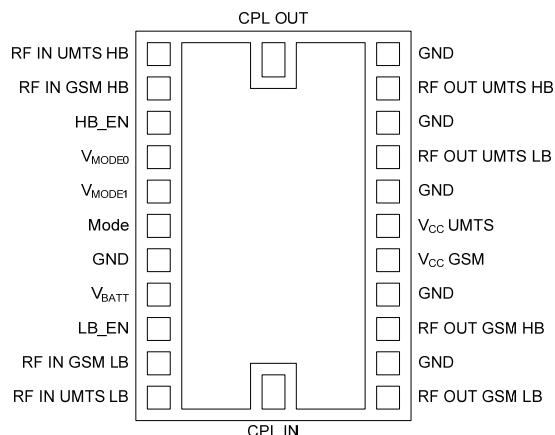 CPL OUT
RF IN UMTS HB
GND
RF IN GSM HB
RF OUT UMTS HB
HB_EN
GND
VMODE0
RF OUT UMTS LB
VMODE1
GND
Mode
VCC UMTS
GND
VCC GSM
VBATT
GND
LB_EN
RF OUT GSM HB
RF IN GSM LB
GND
RF IN UMTS LB
RF OUT GSM LB
CPL IN